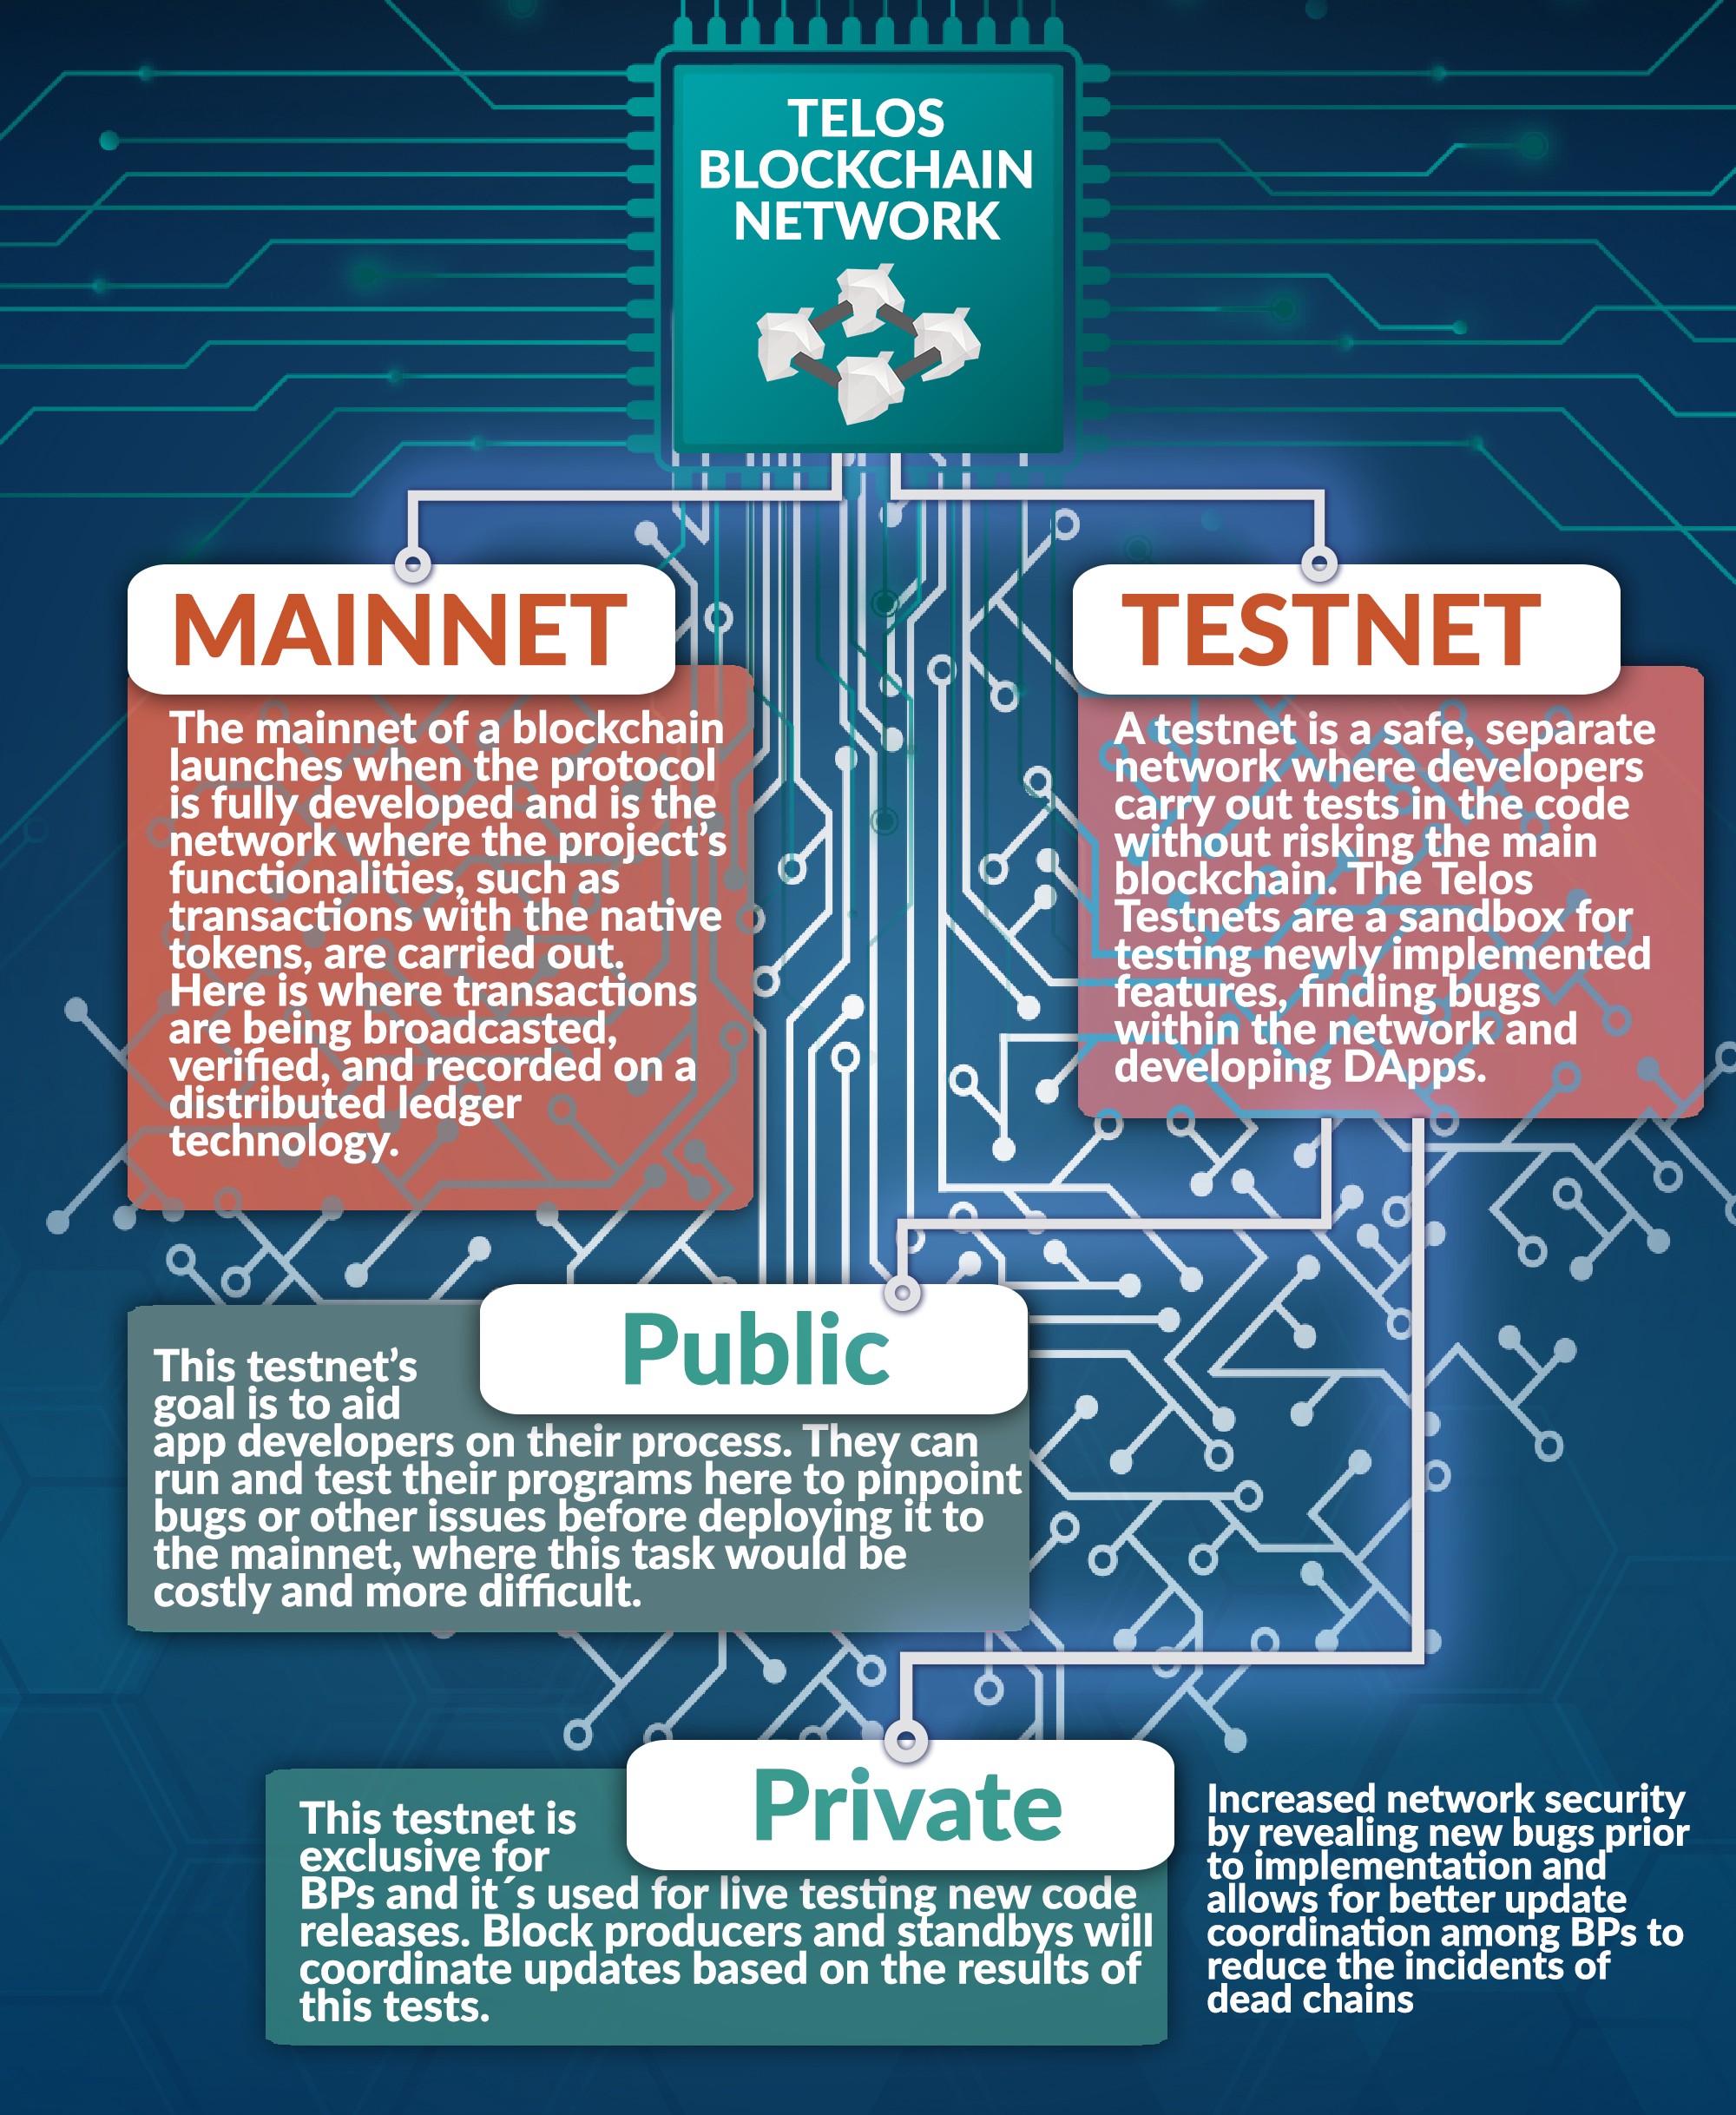 TELOS
BLOCKCHAIN
NETWORK
MAINNET
The mainnet of a blockchain
launches when the protocol
is fully developed and is the
network where the project’s
functionalities, such as
transactions with the native
tokens, are carried out.
Here is where transactions
are being broadcasted,
verified, and recorded on a
distributed ledger
technology.
TESTNET
A testnet is a safe, separate
network where developers
carry out tests in the code
without risking the main
blockchain. The Telos
Testnets are a sandbox for
testing newly implemented
features, finding bugs
within the network and
developing DApps.
Public
This testnet’s
goal is to aid
app developers on their process. They can
run and test their programs here to pinpoint
bugs or other issues before deploying it to
the mainnet, where this task would be
costly and more difficult.
Private
This testnet is
exclusive for
BPs and it´s used for live testing new code
releases. Block producers and standbys will
coordinate updates based on the results of
this tests.
Increased network security
by revealing new bugs prior
to implementation and
allows for better update
coordination among BPs to
reduce the incidents of
dead chains